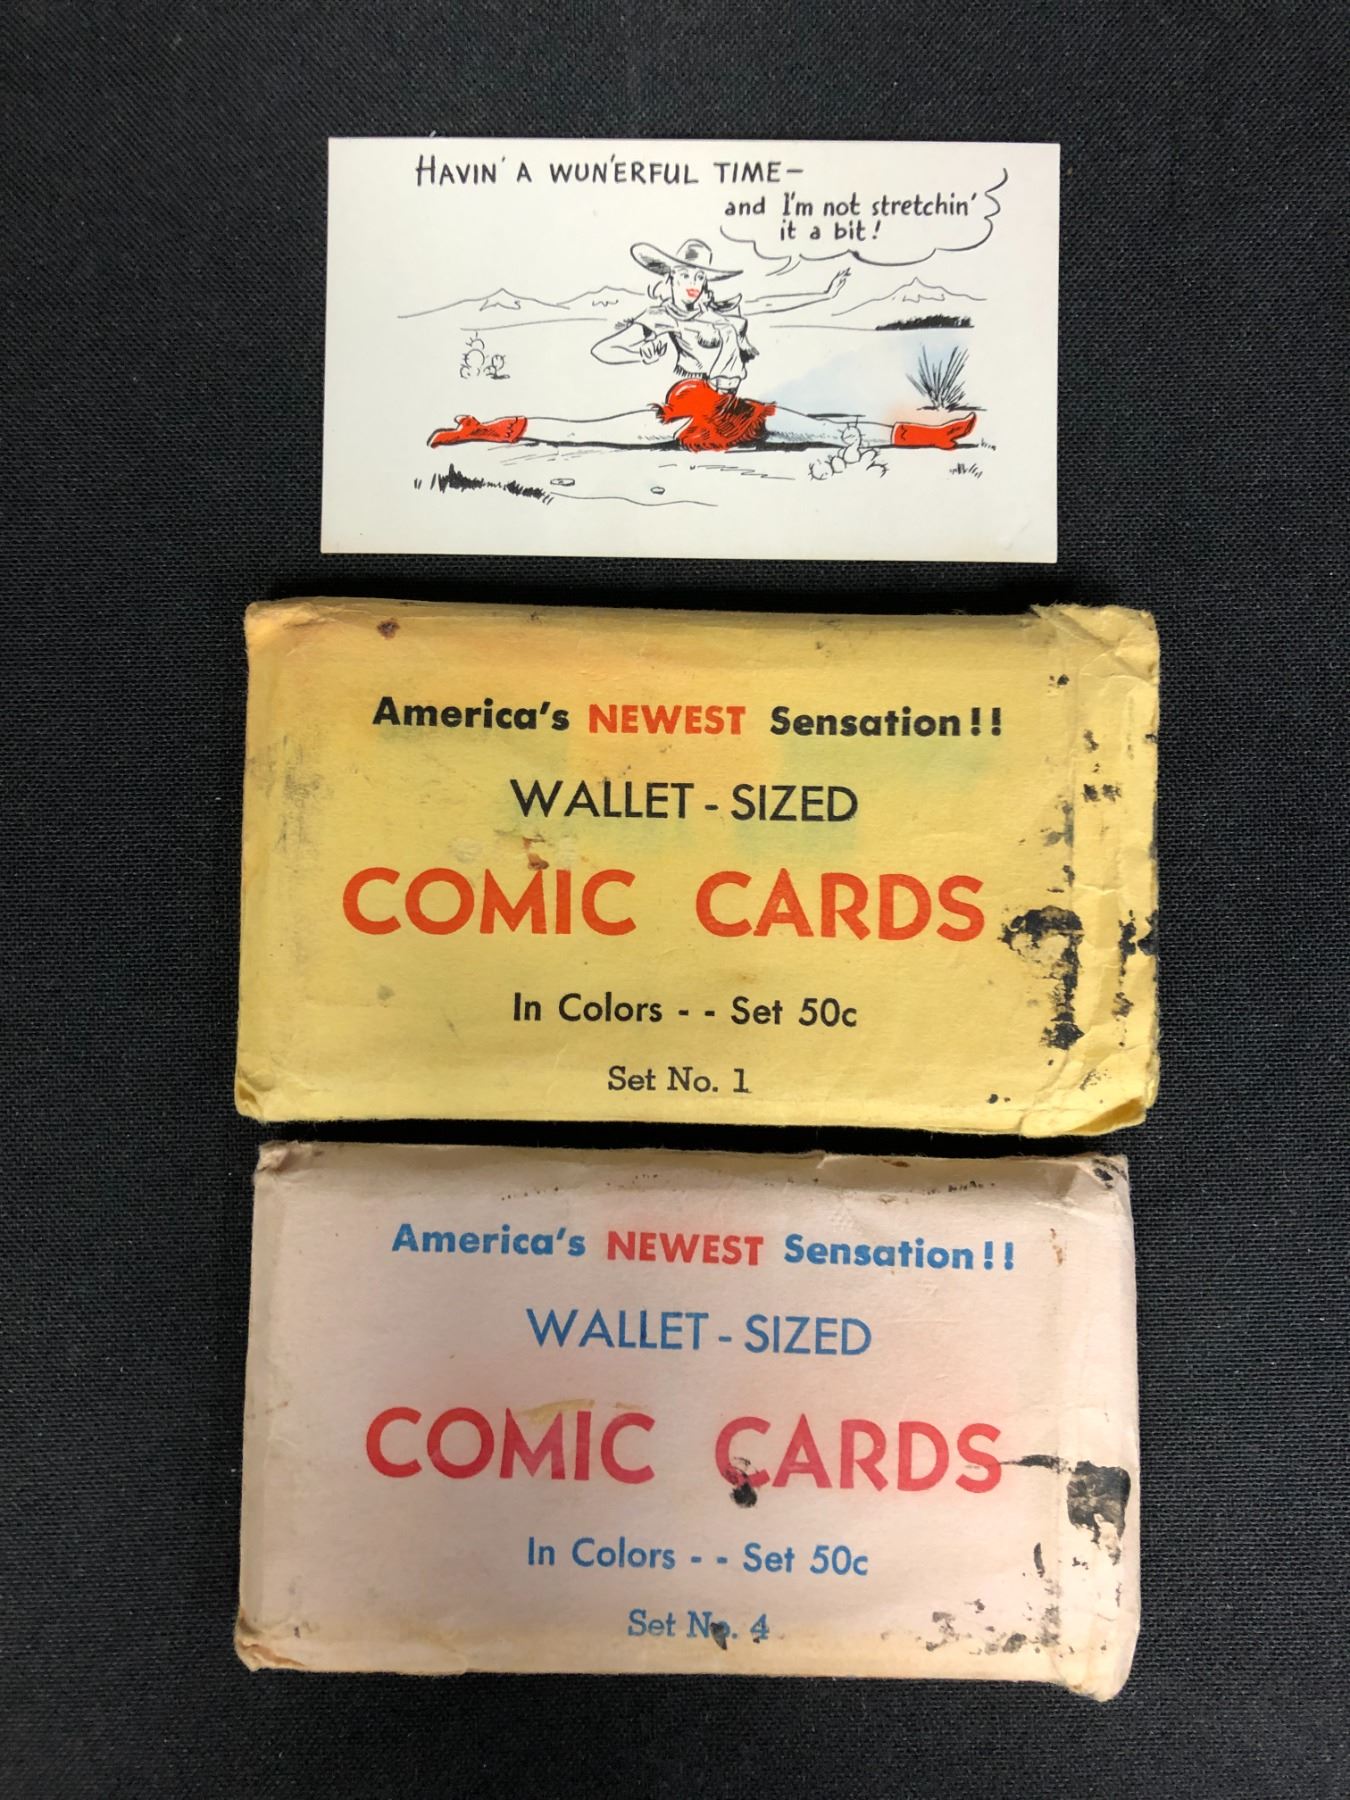 HAVIN' A WUN'ERFUL TIME—
and I'm not stretchin'
it a bit!
America's NEWEST Sensation!!
WALLET - SIZED
COMIC CARDS
In Colors - - Set 50c
Set No. 1
America's NEWEST Sensation!!
WALLET - SIZED
COMIC CARDS
In Colors - - Set 50c
Set No. 4